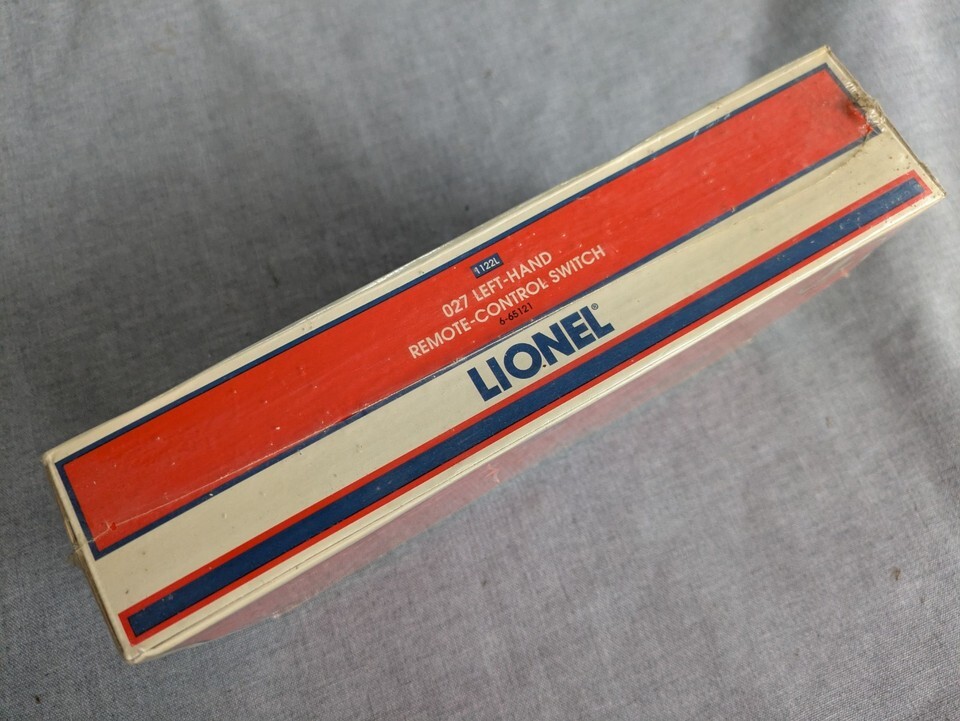 1122L
027 LEFT-HAND
REMOTE-CONTROL SWITCH
6-65121
LIONEL®